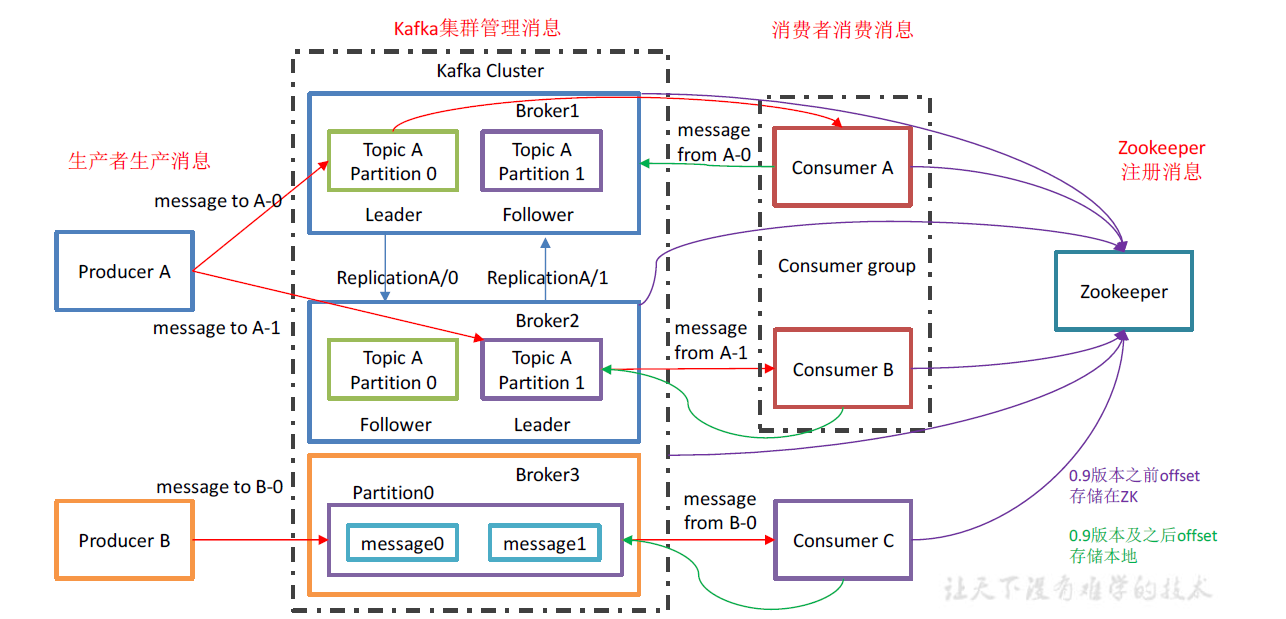 Kafka集群管理消息
消费者消费消息
Kafka Cluster
生产者生产消息
Broker1
Topic A
Partition 0
Topic A
Partition 1
Leader
Follower
message
from A-0
Consumer A
Zookeeper
注册消息
message to A-0
Producer A
ReplicationA/0
ReplicationA/1
Consumer group
Zookeeper
message to A-1
Broker2
Topic A
Partition 0
Topic A
Partition 1
Follower
Leader
message
from A-1
Consumer B
Broker3
message to B-0
Partition0
message0
message1
Producer B
message
from B-0
Consumer C
0.9版本之前offset
存储在ZK
0.9版本及之后offset
存储本地
让天下没有难学的技术